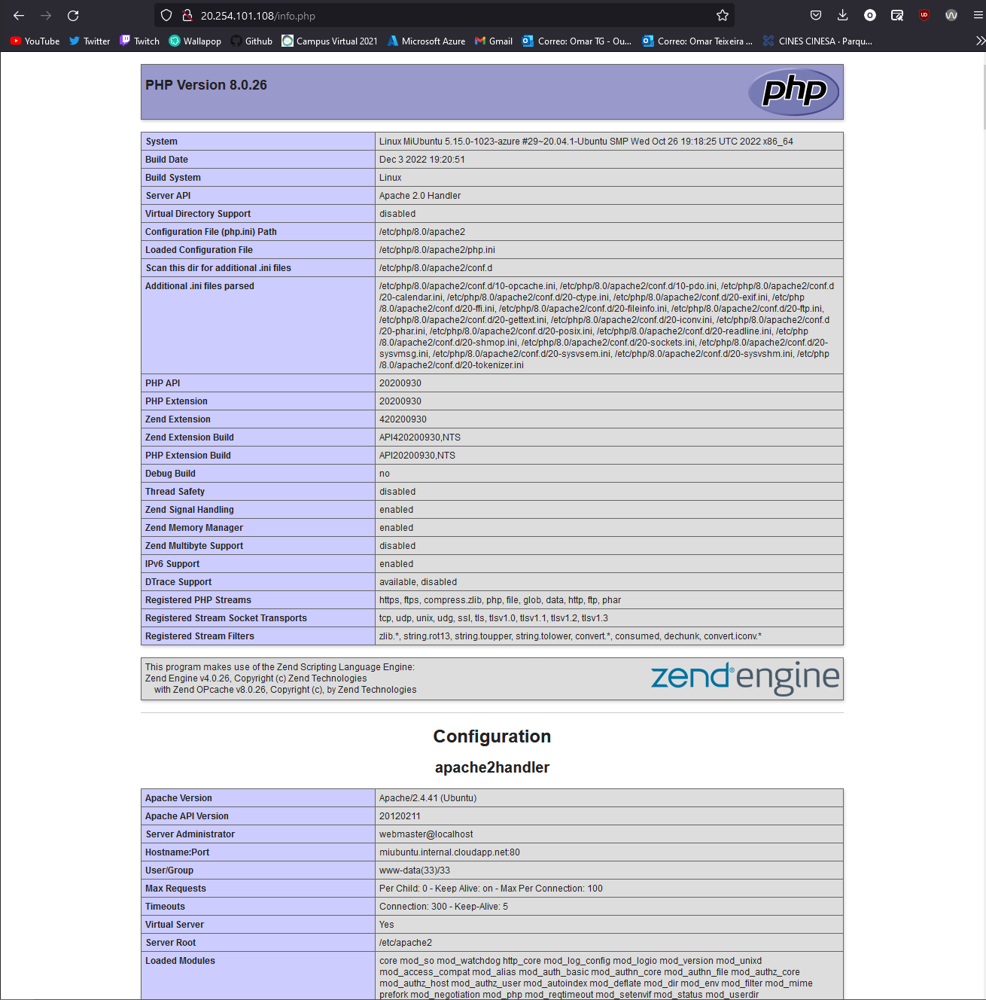 20.254.101.108/info.php
YouTube Twitter Twitch Wallapop Github Campus Virtual 2021 Microsoft Azure Gmail Correo: Omar TG - Ou... Correo: Omar Teixeira ... CINES CINESA · Parqu...
PHP Version 8.0.26
php
System Linux MiUbuntu 5.15.0-1023-azure #29~20.04.1-Ubuntu SMP Wed Oct 26 19:18:25 UTC 2022 x86_64
Build Date Dec 3 2022 19:20:51
Build System Linux
Server API Apache 2.0 Handler
Virtual Directory Support disabled
Configuration File (php.ini) Path /etc/php/8.0/apache2
Loaded Configuration File /etc/php/8.0/apache2/php.ini
Scan this dir for additional .ini files /etc/php/8.0/apache2/conf.d
Additional .ini files parsed /etc/php/8.0/apache2/conf.d/10-opcache.ini, /etc/php/8.0/apache2/conf.d/10-pdo.ini, /etc/php/8.0/apache2/conf.d
/20-calendar.ini, /etc/php/8.0/apache2/conf.d/20-ctype.ini, /etc/php/8.0/apache2/conf.d/20-exif.ini, /etc/php
/8.0/apache2/conf.d/20-ffi.ini, /etc/php/8.0/apache2/conf.d/20-fileinfo.ini, /etc/php/8.0/apache2/conf.d/20-ftp.ini,
/etc/php/8.0/apache2/conf.d/20-gettext.ini, /etc/php/8.0/apache2/conf.d/20-iconv.ini, /etc/php/8.0/apache2/conf.d
/20-phar.ini, /etc/php/8.0/apache2/conf.d/20-posix.ini, /etc/php/8.0/apache2/conf.d/20-readline.ini, /etc/php
/8.0/apache2/conf.d/20-shmop.ini, /etc/php/8.0/apache2/conf.d/20-sockets.ini, /etc/php/8.0/apache2/conf.d/20-
sysvmsg.ini, /etc/php/8.0/apache2/conf.d/20-sysvsem.ini, /etc/php/8.0/apache2/conf.d/20-sysvshm.ini, /etc/php
/8.0/apache2/conf.d/20-tokenizer.ini
PHP API 20200930
PHP Extension 20200930
Zend Extension 420200930
Zend Extension Build API420200930,NTS
PHP Extension Build API20200930,NTS
Debug Build no
Thread Safety disabled
Zend Signal Handling enabled
Zend Memory Manager enabled
Zend Multibyte Support disabled
IPv6 Support enabled
DTrace Support available, disabled
Registered PHP Streams https, ftps, compress.zlib, php, file, glob, data, http, ftp, phar
Registered Stream Socket Transports tcp, udp, unix, udg, ssl, tls, tlsv1.0, tlsv1.1, tlsv1.2, tlsv1.3
Registered Stream Filters zlib.*, string.rot13, string.toupper, string.tolower, convert.*, consumed, dechunk, convert.iconv.*
This program makes use of the Zend Scripting Language Engine:
Zend Engine v4.0.26, Copyright (c) Zend Technologies
with Zend OPcache v8.0.26, Copyright (c), by Zend Technologies
zend® engine
Configuration
apache2handler
Apache Version Apache/2.4.41 (Ubuntu)
Apache API Version 20120211
Server Administrator webmaster@localhost
Hostname:Port miubuntu.internal.cloudapp.net:80
User/Group www-data(33)/33
Max Requests Per Child: 0 - Keep Alive: on - Max Per Connection: 100
Timeouts Connection: 300 - Keep-Alive: 5
Virtual Server Yes
Server Root /etc/apache2
Loaded Modules core mod_so mod_watchdog http_core mod_log_config mod_logio mod_version mod_unixd
mod_access_compat mod_alias mod_auth_basic mod_authn_core mod_authn_file mod_authz_core
mod_authz_host mod_authz_user mod_autoindex mod_deflate mod_dir mod_env mod_filter mod_mime
prefork mod_negotiation mod_php mod_reqtimeout mod_setenvif mod_status mod_userdir